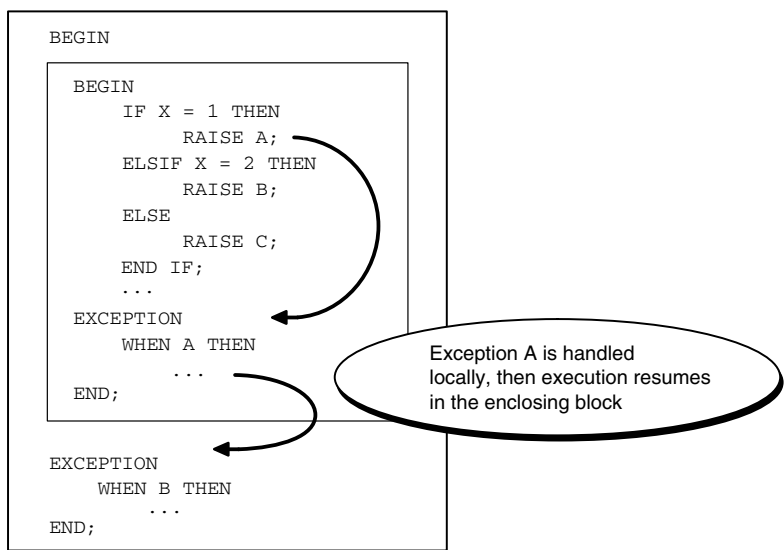 BEGIN
BEGIN
IF X = 1 THEN
RAISE A;
ELSIF X = 2 THEN
RAISE B;
ELSE
RAISE C;
END IF;
...
EXCEPTION
WHEN A THEN
...
END;
Exception A is handled
locally, then execution resumes
in the enclosing block
EXCEPTION
WHEN B THEN
...
END;